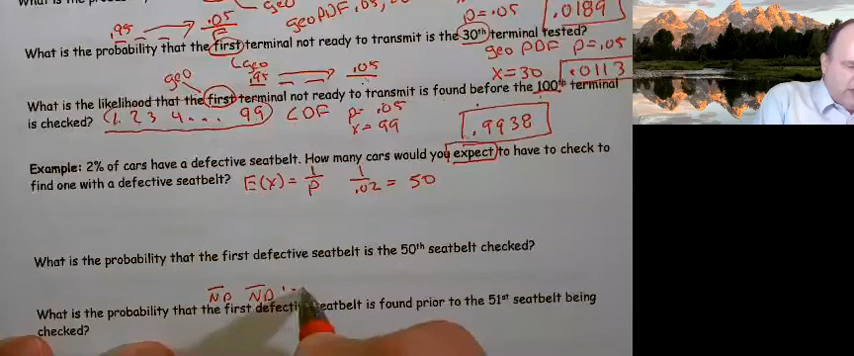 .95 .05 geo geo PDF, .05, p = .05 .0189
F
What is the probability that the first terminal not ready to transmit is the 30th terminal tested?
geo .95 .05 geo PDF p=.05
geo x=30 .0113
What is the likelihood that the first terminal not ready to transmit is found before the 100th terminal
is checked? (1, 2 3 4 ... 99) CDF p= .05
x= 99 .9938
Example: 2% of cars have a defective seatbelt. How many cars would you expect to have to check to
find one with a defective seatbelt? E(x) = 1/p 1/.02 = 50
What is the probability that the first defective seatbelt is the 50th seatbelt checked?
ND ND
What is the probability that the first defective seatbelt is found prior to the 51st seatbelt being
checked?